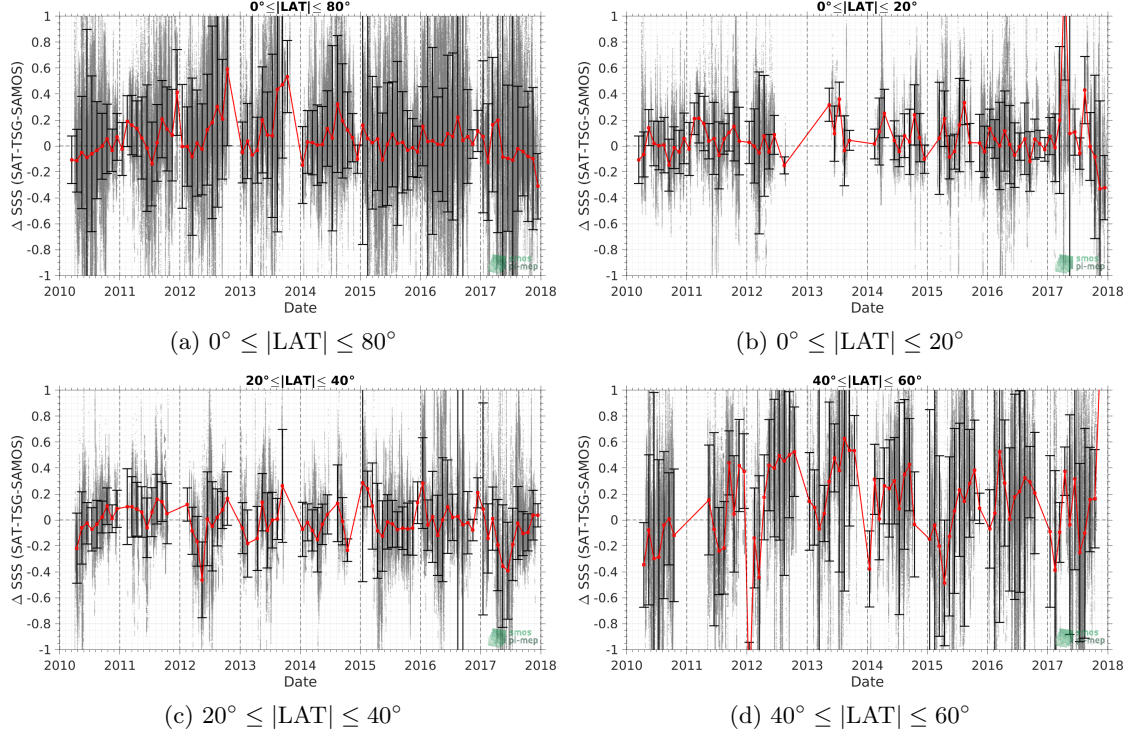 0°≤|LAT|≤ 80°
1
0.8
0.6
0.4
0.2
0
-0.2
-0.4
-0.6
-0.8
-1
Δ SSS (SAT-TSG-SAMOS)
2010 2011 2012 2013 2014 2015 2016 2017 2018
Date
smos
pi-mep
(a) 0° ≤ |LAT| ≤ 80°
0°≤|LAT|≤ 20°
1
0.8
0.6
0.4
0.2
0
-0.2
-0.4
-0.6
-0.8
-1
Δ SSS (SAT-TSG-SAMOS)
2010 2011 2012 2013 2014 2015 2016 2017 2018
Date
smos
pi-mep
(b) 0° ≤ |LAT| ≤ 20°
20°≤|LAT|≤ 40°
1
0.8
0.6
0.4
0.2
0
-0.2
-0.4
-0.6
-0.8
-1
Δ SSS (SAT-TSG-SAMOS)
2010 2011 2012 2013 2014 2015 2016 2017 2018
Date
smos
pi-mep
(c) 20° ≤ |LAT| ≤ 40°
40°≤|LAT|≤ 60°
1
0.8
0.6
0.4
0.2
0
-0.2
-0.4
-0.6
-0.8
-1
Δ SSS (SAT-TSG-SAMOS)
2010 2011 2012 2013 2014 2015 2016 2017 2018
Date
smos
pi-mep
(d) 40° ≤ |LAT| ≤ 60°